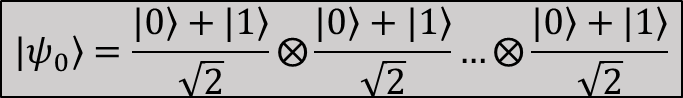 |ψ₀⟩ = (|0⟩ + |1⟩)/√2 ⊗ (|0⟩ + |1⟩)/√2 ... ⊗ (|0⟩ + |1⟩)/√2